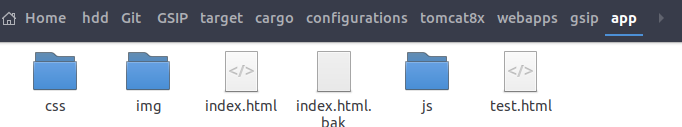 Home hdd Git GSIP target cargo configurations tomcat8x webapps gsip app
css img index.html index.html. js test.html
bak